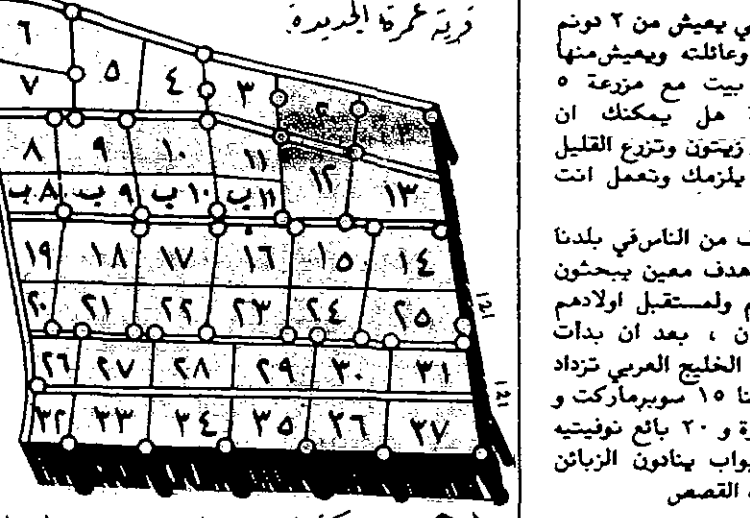 قرية عمرة الجديدة
٦ ٥ ٤ ٣ ٢
٧
٨ ٩ ١٠ ١١ ١٢ ١٣
٨ ب ٩ ب ١٠ ب ١١ ب
١٩ ١٨ ١٧ ١٦ ١٥ ١٤
٢٠ ٢١ ٢٢ ٢٣ ٢٤ ٢٥
٢٦ ٢٧ ٢٨ ٢٩ ٣٠ ٣١
٣٢ ٣٣ ٣٤ ٣٥ ٣٦ ٣٧
121
121
يعيش من ٢ دونم
وعائلته ويعيش منها
بيت مع مزرعة ٥
هل يمكنك ان
زيتون وتزرع القليل
يلزمك وتعمل انت
من الناس في بلدنا
هدف معين يبحثون
ولمستقبل اولادهم
، بعد ان بدأت
الخليج العربي تزداد
١٥ سوبرماركت و
و ٢٠ بائع نوفيتيه
ينادون الزبائن
القصص